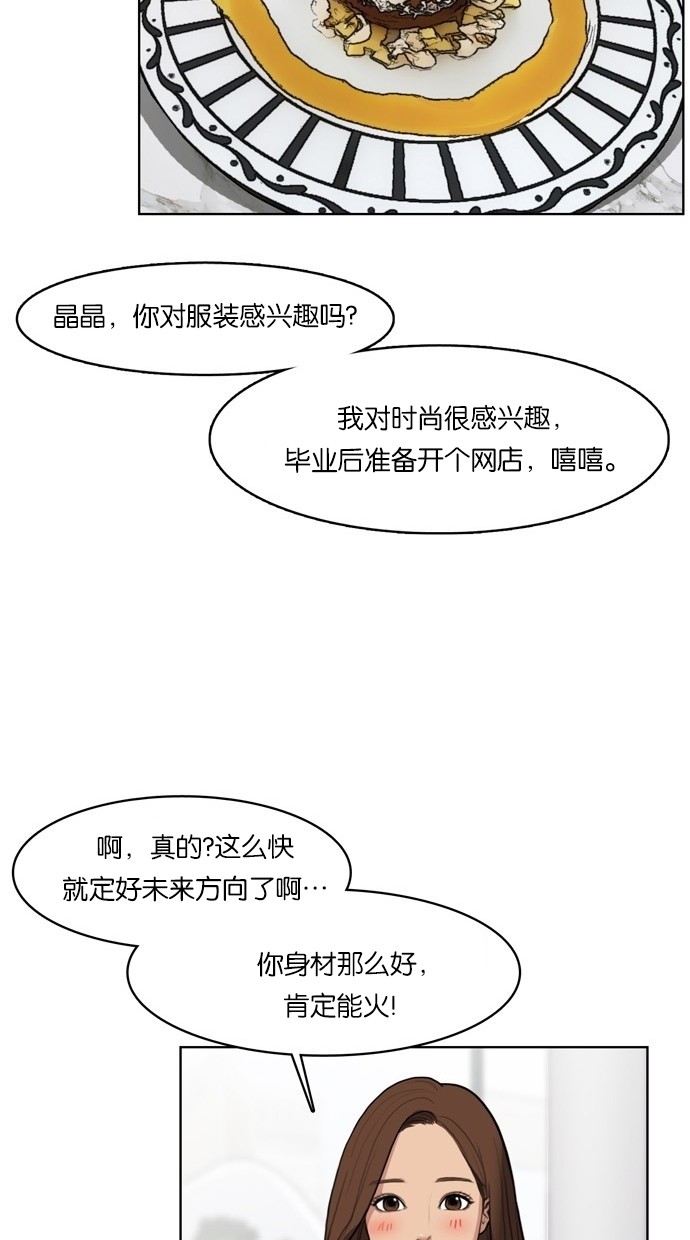 晶晶，你对服装感兴趣吗?
我对时尚很感兴趣，
毕业后准备开个网店，嘻嘻。
啊，真的?这么快
就定好未来方向了啊…
你身材那么好，
肯定能火!